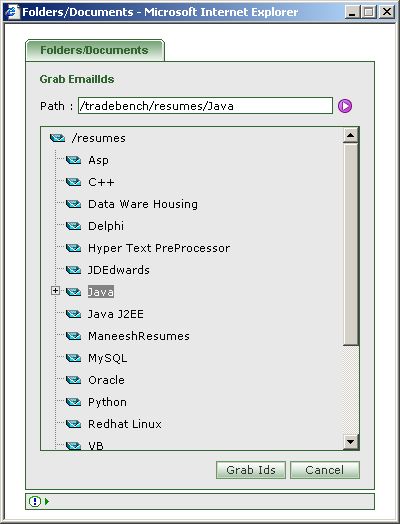 Folders/Documents - Microsoft Internet Explorer
Folders/Documents
Grab EmailIds
Path : /tradebench/resumes/Java
/resumes
Asp
C++
Data Ware Housing
Delphi
Hyper Text PreProcessor
JDEdwards
Java
Java J2EE
ManeeshResumes
MySQL
Oracle
Python
Redhat Linux
VB
Grab Ids Cancel